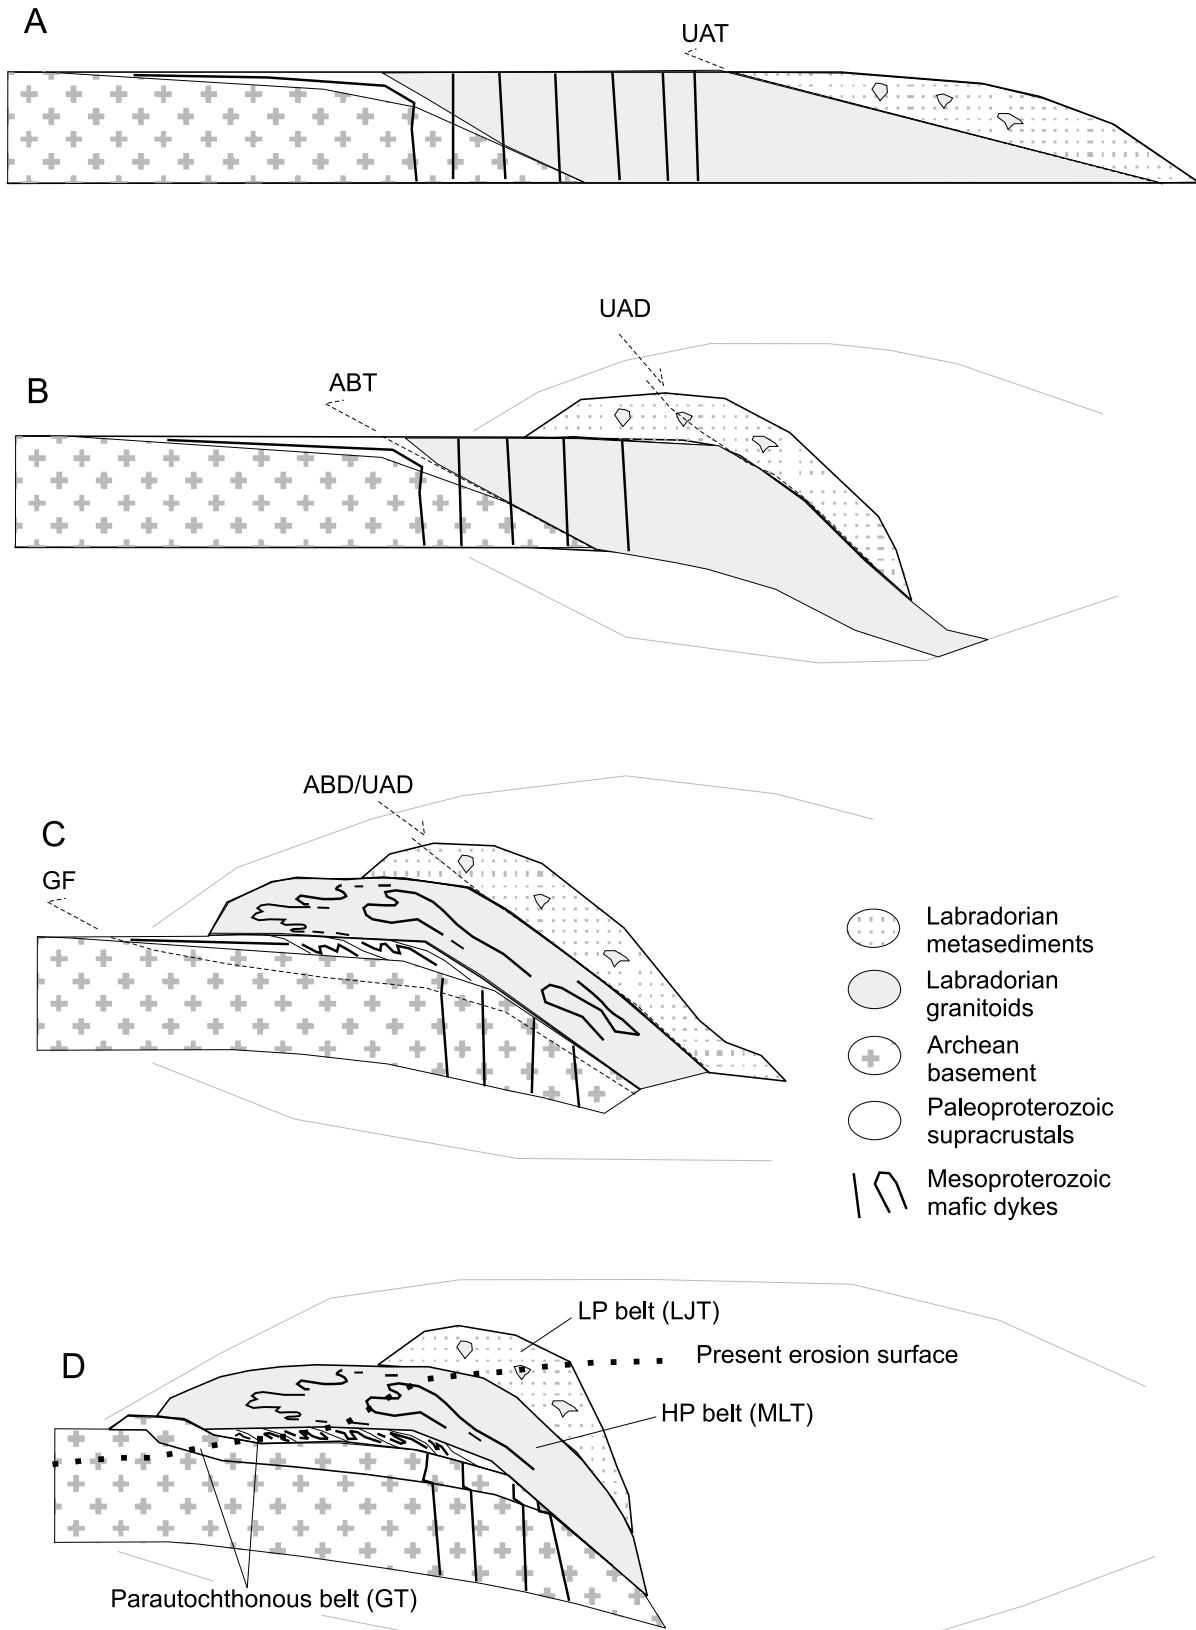 A
UAT
UAD
B
ABT
ABD/UAD
C
GF
Labradorian
metasediments
Labradorian
granitoids
Archean
basement
Paleoproterozoic
supracrustals
Mesoproterozoic
mafic dykes
LP belt (LJT)
D
Present erosion surface
HP belt (MLT)
Parautochthonous belt (GT)